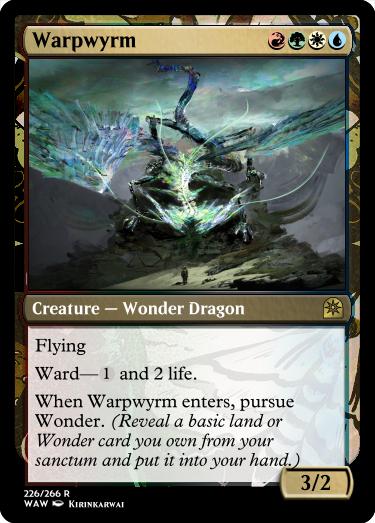 Warpwyrm
Creature — Wonder Dragon
Flying
Ward—1 and 2 life.
When Warpwyrm enters, pursue
Wonder. (Reveal a basic land or
Wonder card you own from your
sanctum and put it into your hand.)
3/2
226/266 R
WAW Kirinkarwai